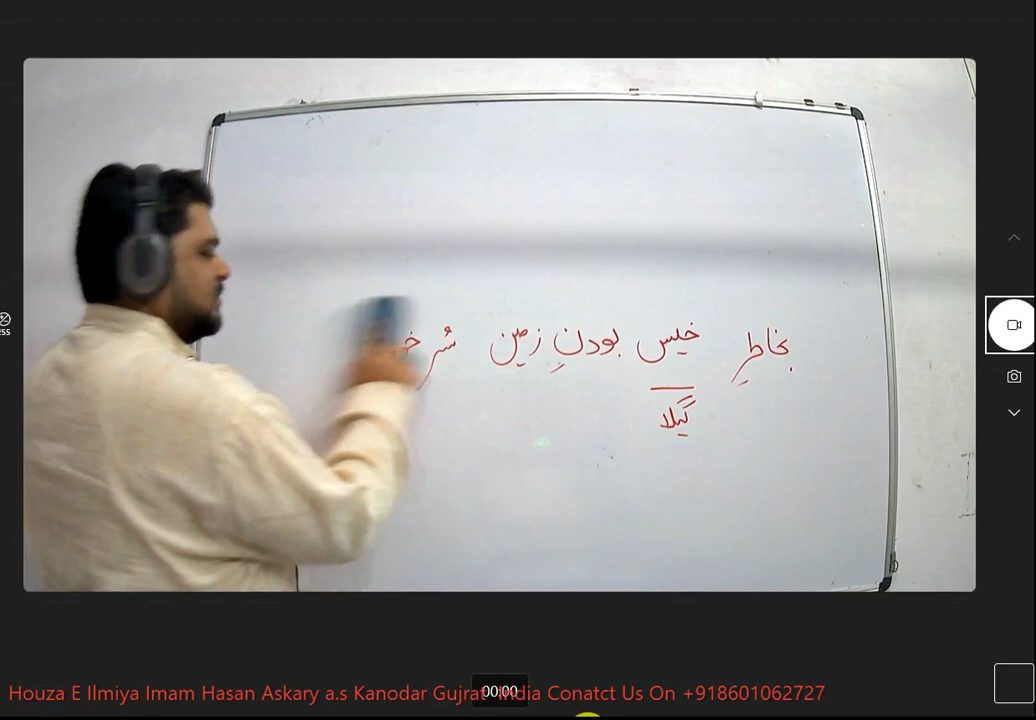 بخاطرِ خیس بودنِ زمین سُر خ
گیلا
255
00:00
Houza E Ilmiya Imam Hasan Askary a.s Kanodar Gujrat India Conatct Us On +918601062727